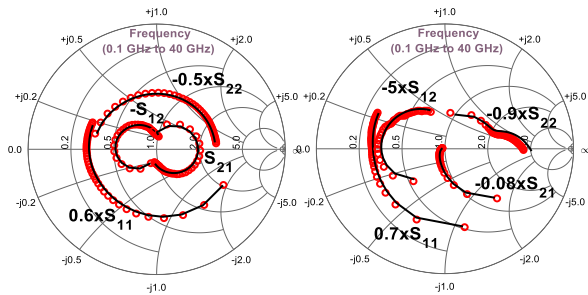 +j1.0
Frequency
(0.1 GHz to 40 GHz)
+j0.5
+j2.0
-0.5xS22
+j0.2
-S12
+j5.0
0.0
0.2
0.5
1.0
2.0
5.0
∞
S21
-j0.2
0.6xS11
-j5.0
-j0.5
-j2.0
-j1.0
+j1.0
Frequency
(0.1 GHz to 40 GHz)
+j0.5
+j2.0
-5xS12
+j0.2
-0.9xS22
+j5.0
0.0
0.2
0.5
1.0
2.0
5.0
∞
-0.08xS21
-j0.2
0.7xS11
-j5.0
-j0.5
-j2.0
-j1.0